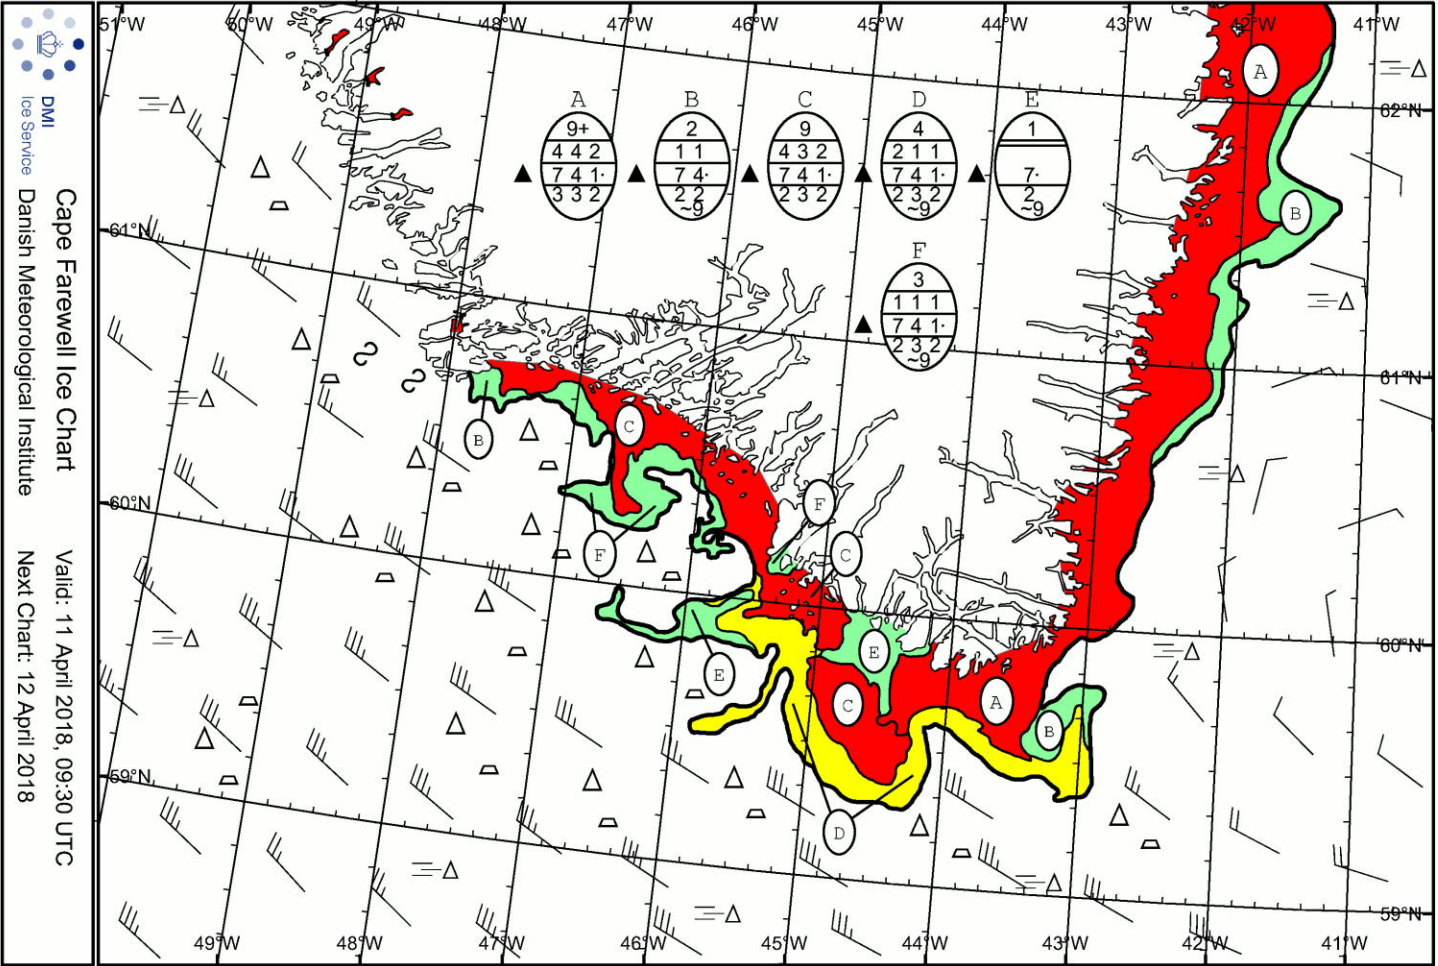 DMI
Ice Service
Cape Farewell Ice Chart
Danish Meteorological Institute
Valid: 11 April 2018, 09:30 UTC
Next Chart: 12 April 2018
51°W 50°W 49°W 48°W 47°W 46°W 45°W 44°W 43°W 42°W 41°W
62°N
61°N
61°N
60°N
60°N
59°N
59°N
49°W 48°W 47°W 46°W 45°W 44°W 43°W 42°W 41°W
A B C D E
9+ 2 9 4 1
4 4 2 1 1 4 3 2 2 1 1
7 4 1· 7 4· 7 4 1· 7 4 1· 7·
3 3 2 2 2 2 3 2 2 3 2 2
~9 ~9 ~9
F
3
1 1 1
7 4 1·
2 3 2
~9
A
B
B
C
F
F
C
E
E
C
A
B
D